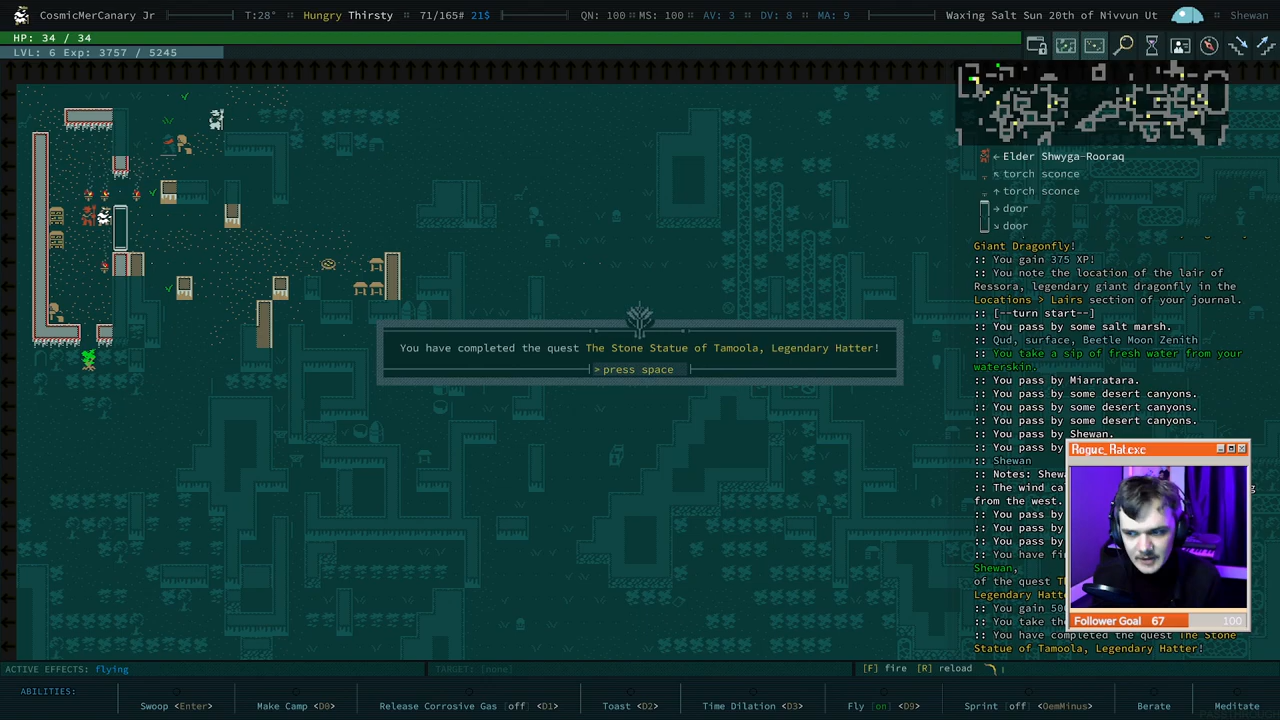 CosmicMerCanary Jr T:28° :: Hungry Thirsty :: 71/165# 21$ QN: 100 :: MS: 100 :: AV: 3 :: DV: 8 :: MA: 9 Waxing Salt Sun 20th of Nivvun Ut :: Shewan
HP: 34 / 34
LVL: 6 Exp: 3757 / 5245
Elder Shwyga-Rooraq
torch sconce
torch sconce
door
door
Giant Dragonfly!
:: You gain 375 XP!
:: You note the location of the lair of
Ressora, legendary giant dragonfly in the
Locations > Lairs section of your journal.
:: [--turn start--]
:: You pass by some salt marsh.
:: Qud, surface, Beetle Moon Zenith
:: You take a sip of fresh water from your
waterskin.
:: You pass by Miarratara.
:: You pass by some desert canyons.
:: You pass by some desert canyons.
:: You pass by some desert canyons.
:: You pass by Shewan.
:: You pass by
:: Shewan
:: Notes: Shew
:: The wind ca
from the west.
:: You pass by
:: You pass by
:: You pass by
:: You have fi
Shewan,
of the quest T
Legendary Hatte
:: You gain 50
:: You take the
:: You have completed the quest The Stone
Statue of Tamoola, Legendary Hatter!
You have completed the quest The Stone Statue of Tamoola, Legendary Hatter!
> press space
Rogue_Rat.exe
Follower Goal 67 100
ACTIVE EFFECTS: flying TARGET: [none] [F] fire [R] reload
ABILITIES: Swoop <Enter> Make Camp <D0> Release Corrosive Gas [off] <D1> Toast <D2> Time Dilation <D3> Fly [on] <D9> Sprint [off] <OemMinus> Berate Meditate